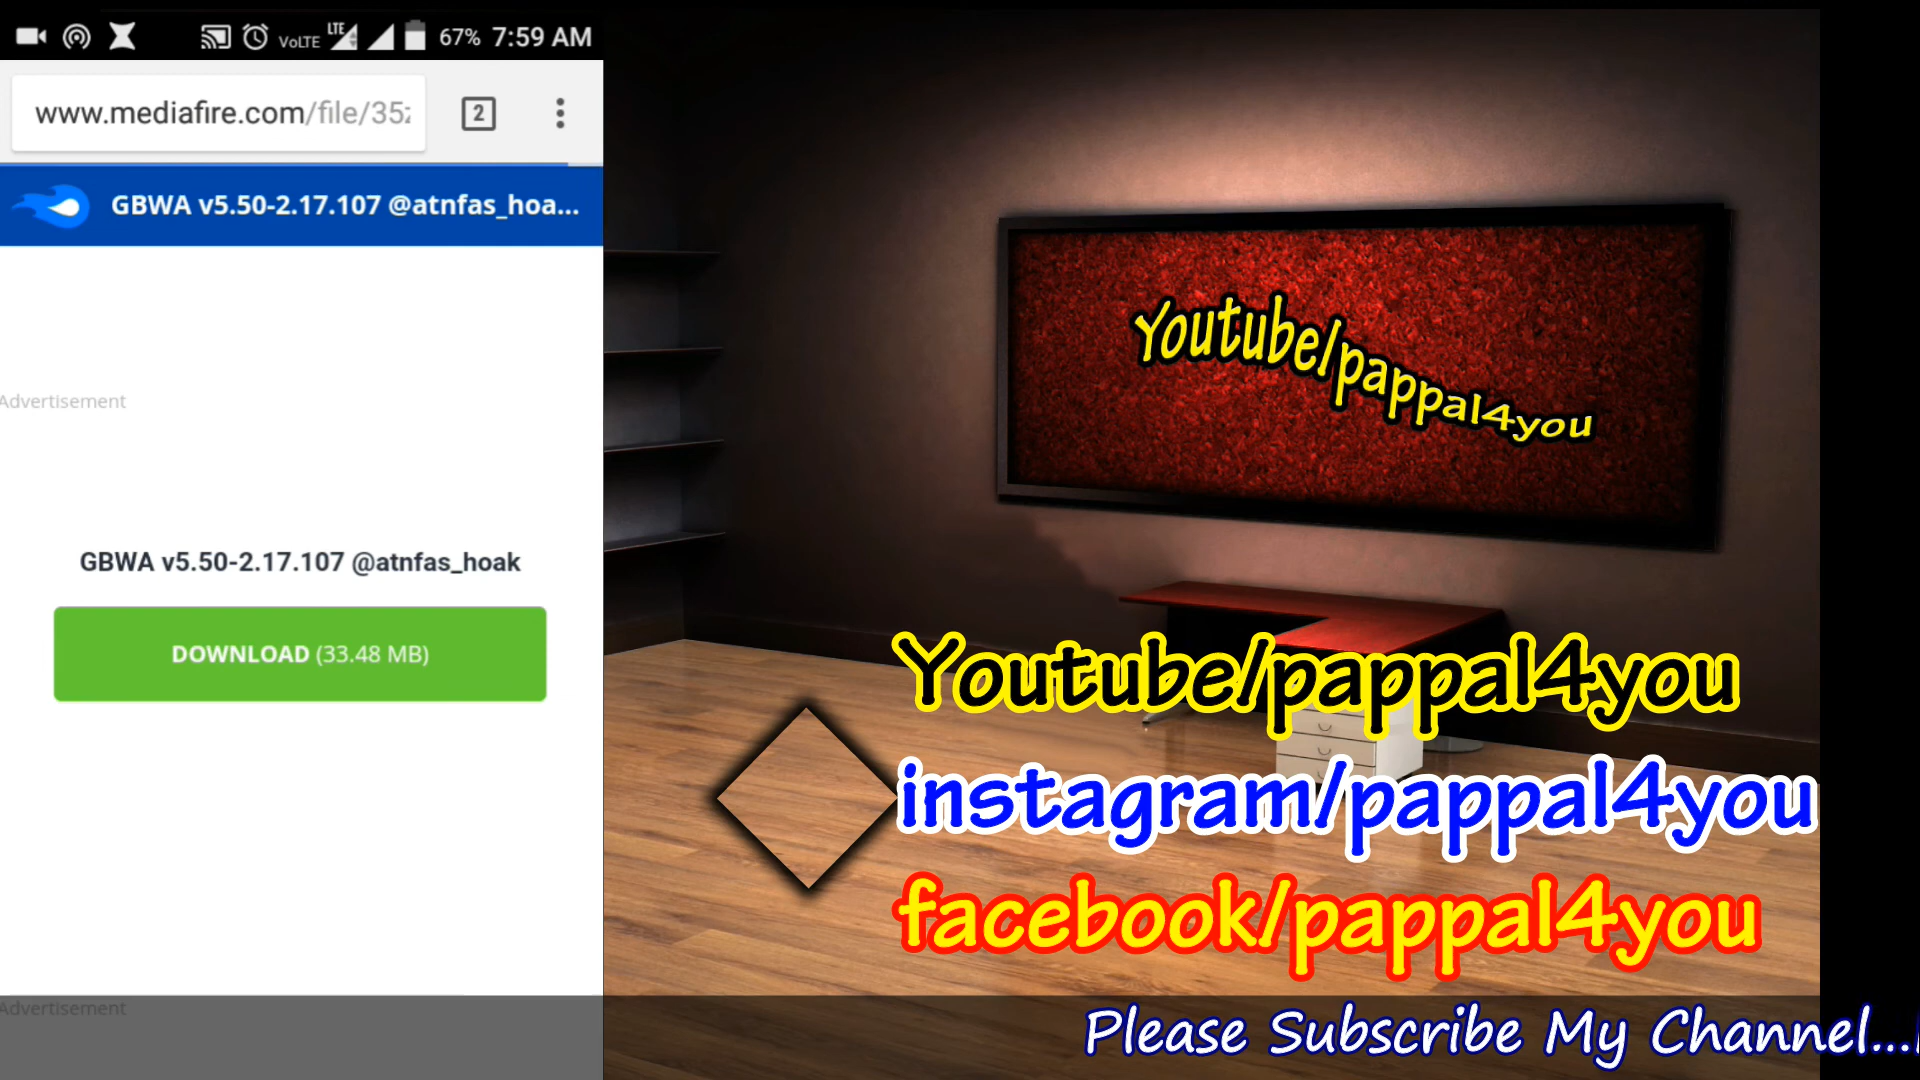 VoLTE LTE 67% 7:59 AM
www.mediafire.com/file/35
2
GBWA v5.50-2.17.107 @atnfas_hoa...
Advertisement
GBWA v5.50-2.17.107 @atnfas_hoak
DOWNLOAD (33.48 MB)
Advertisement
Youtube/pappal4you
Youtube/pappal4you
instagram/pappal4you
facebook/pappal4you
Please Subscribe My Channel...